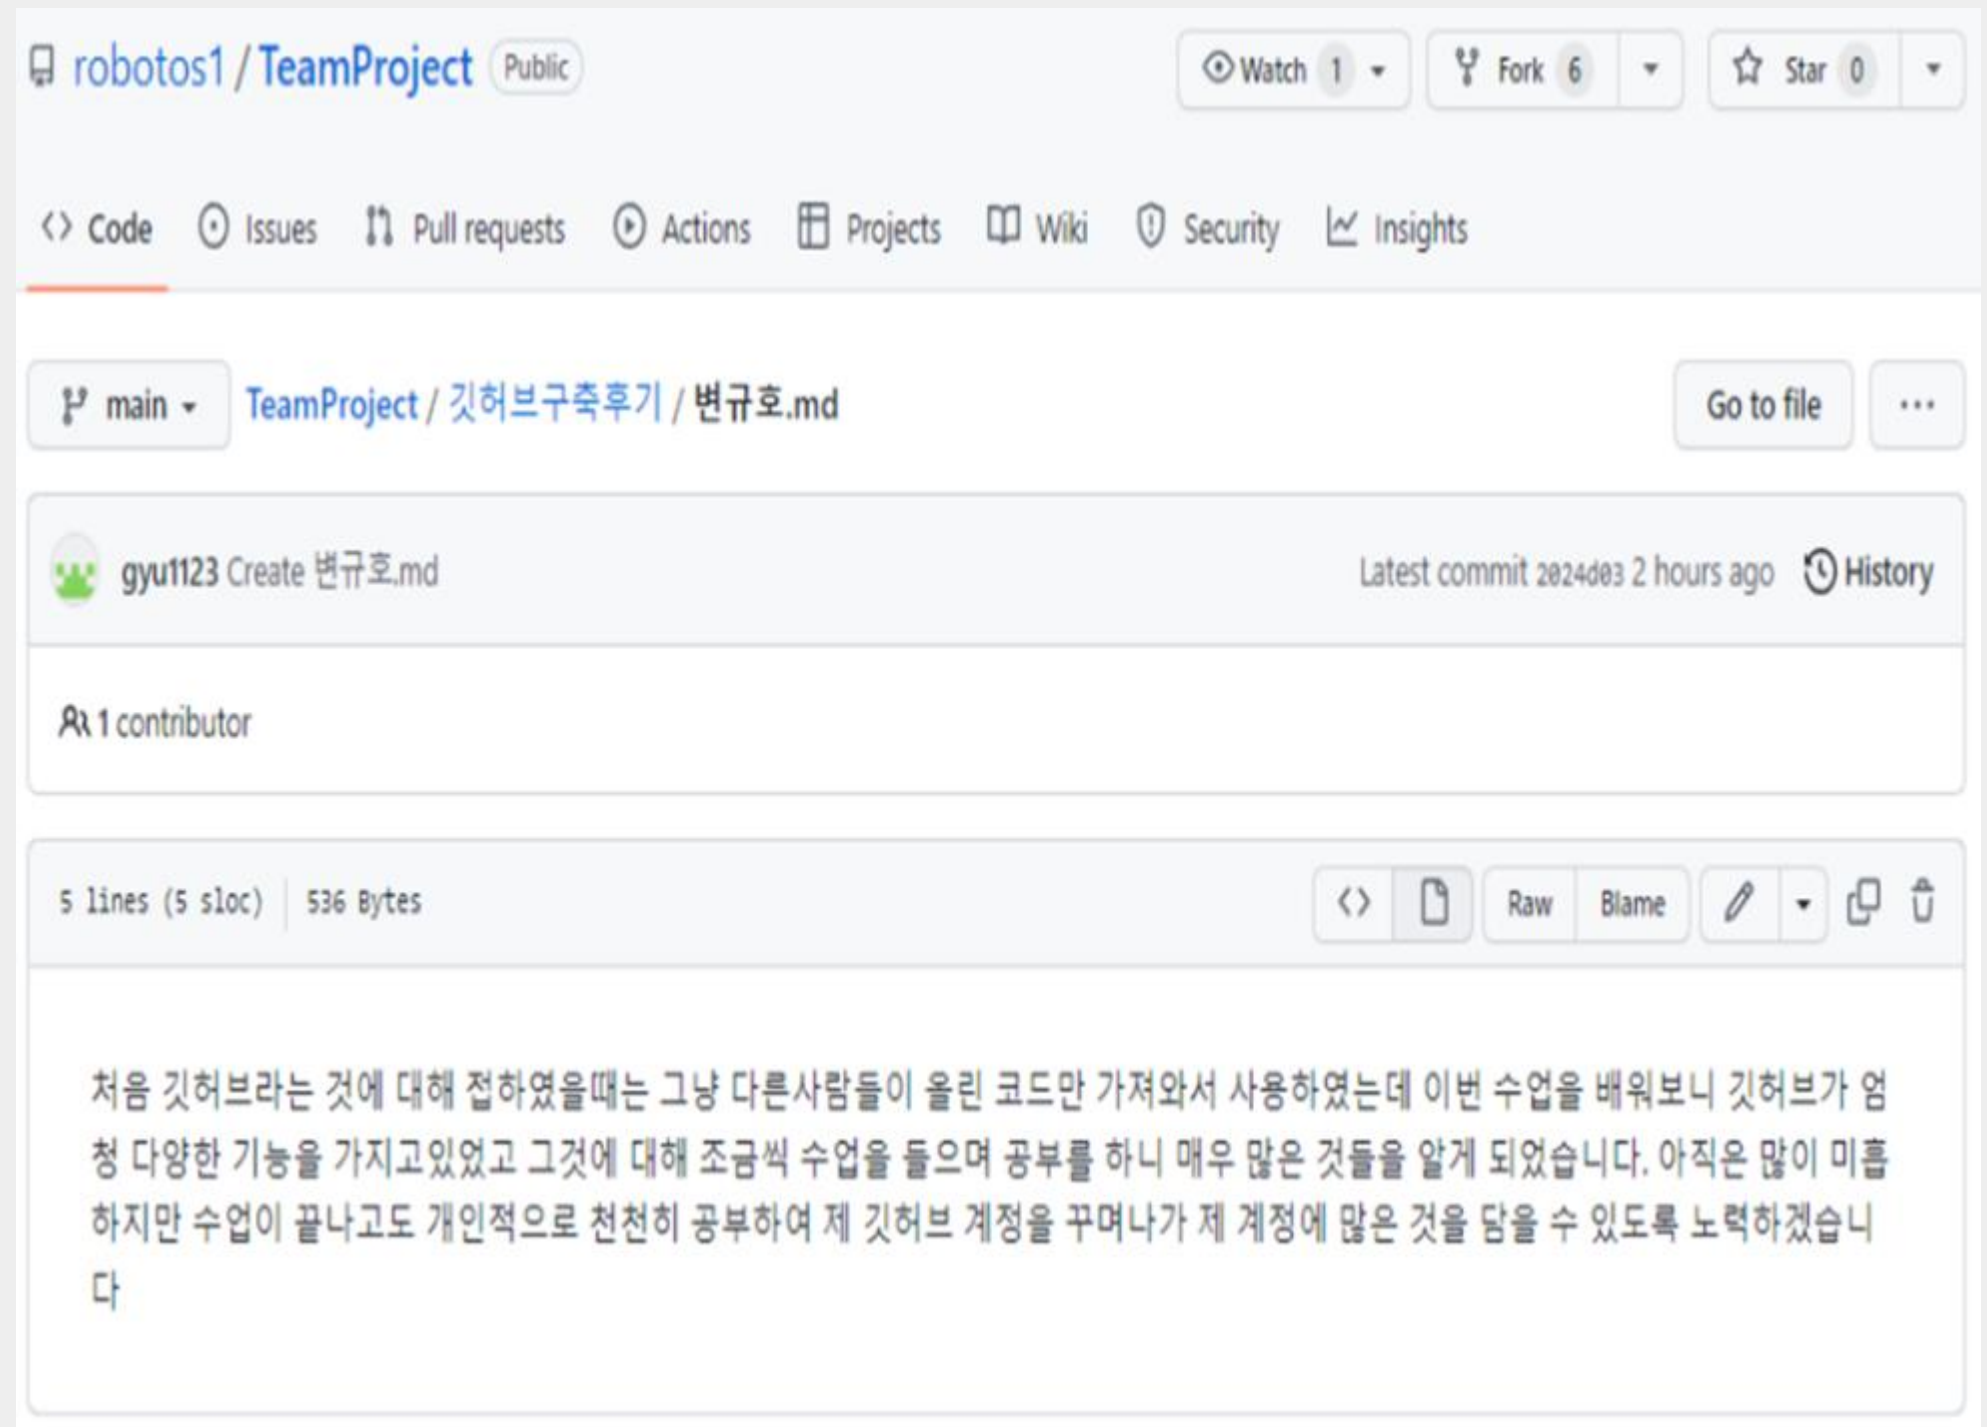 robotos1 / TeamProject Public Watch 1 Fork 6 Star 0
Code Issues Pull requests Actions Projects Wiki Security Insights
main TeamProject / 깃허브구축후기 / 변규호.md Go to file ...
gyu1123 Create 변규호.md Latest commit 2024d03 2 hours ago History
1 contributor
5 lines (5 sloc) 536 Bytes <> Raw Blame
처음 깃허브라는 것에 대해 접하였을때는 그냥 다른사람들이 올린 코드만 가져와서 사용하였는데 이번 수업을 배워보니 깃허브가 엄
청 다양한 기능을 가지고있었고 그것에 대해 조금씩 수업을 들으며 공부를 하니 매우 많은 것들을 알게 되었습니다. 아직은 많이 미흡
하지만 수업이 끝나고도 개인적으로 천천히 공부하여 제 깃허브 계정을 꾸며나가 제 계정에 많은 것을 담을 수 있도록 노력하겠습니
다